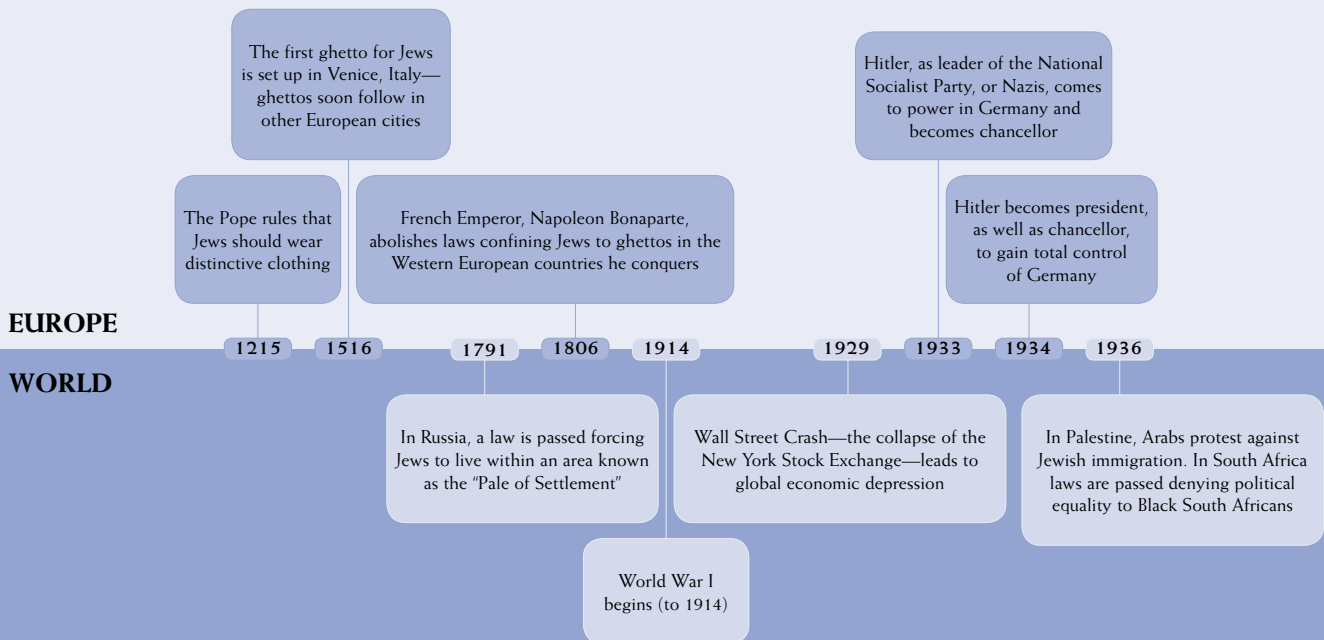 The first ghetto for Jews
is set up in Venice, Italy—
ghettos soon follow in
other European cities
Hitler, as leader of the National
Socialist Party, or Nazis, comes
to power in Germany and
becomes chancellor
The Pope rules that
Jews should wear
distinctive clothing
French Emperor, Napoleon Bonaparte,
abolishes laws confining Jews to ghettos in the
Western European countries he conquers
Hitler becomes president,
as well as chancellor,
to gain total control
of Germany
EUROPE
1215
1516
1791
1806
1914
1929
1933
1934
1936
WORLD
In Russia, a law is passed forcing
Jews to live within an area known
as the “Pale of Settlement”
Wall Street Crash—the collapse of the
New York Stock Exchange—leads to
global economic depression
In Palestine, Arabs protest against
Jewish immigration. In South Africa
laws are passed denying political
equality to Black South Africans
World War I
begins (to 1914)